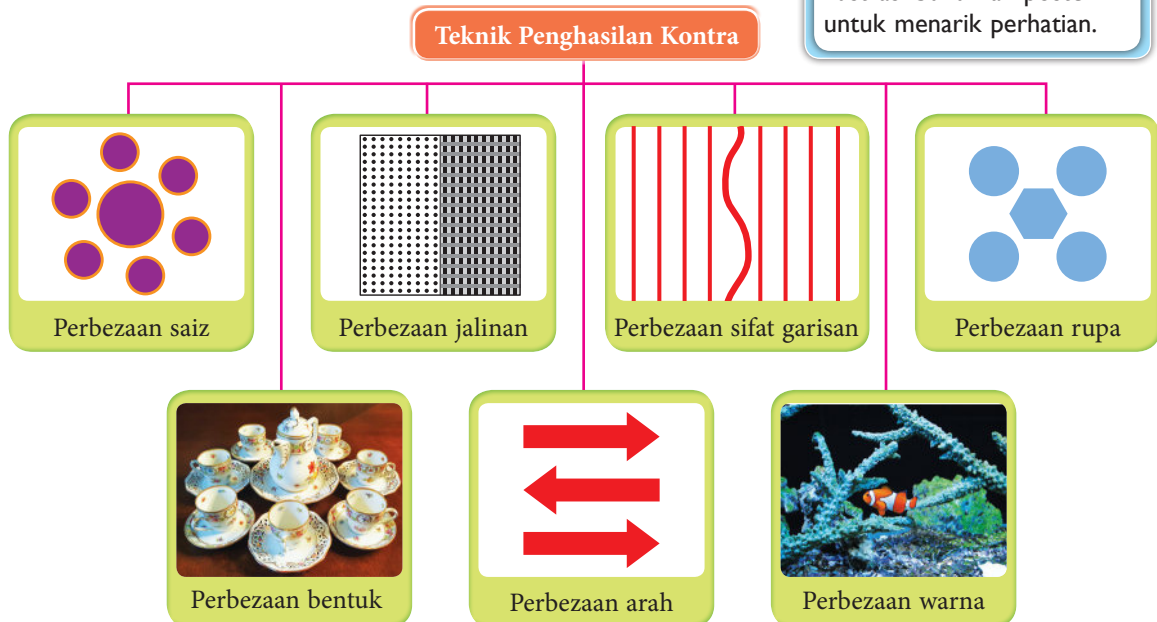 untuk menarik perhatian.
Teknik Penghasilan Kontra
Perbezaan saiz
Perbezaan jalinan
Perbezaan sifat garisan
Perbezaan rupa
Perbezaan bentuk
Perbezaan arah
Perbezaan warna